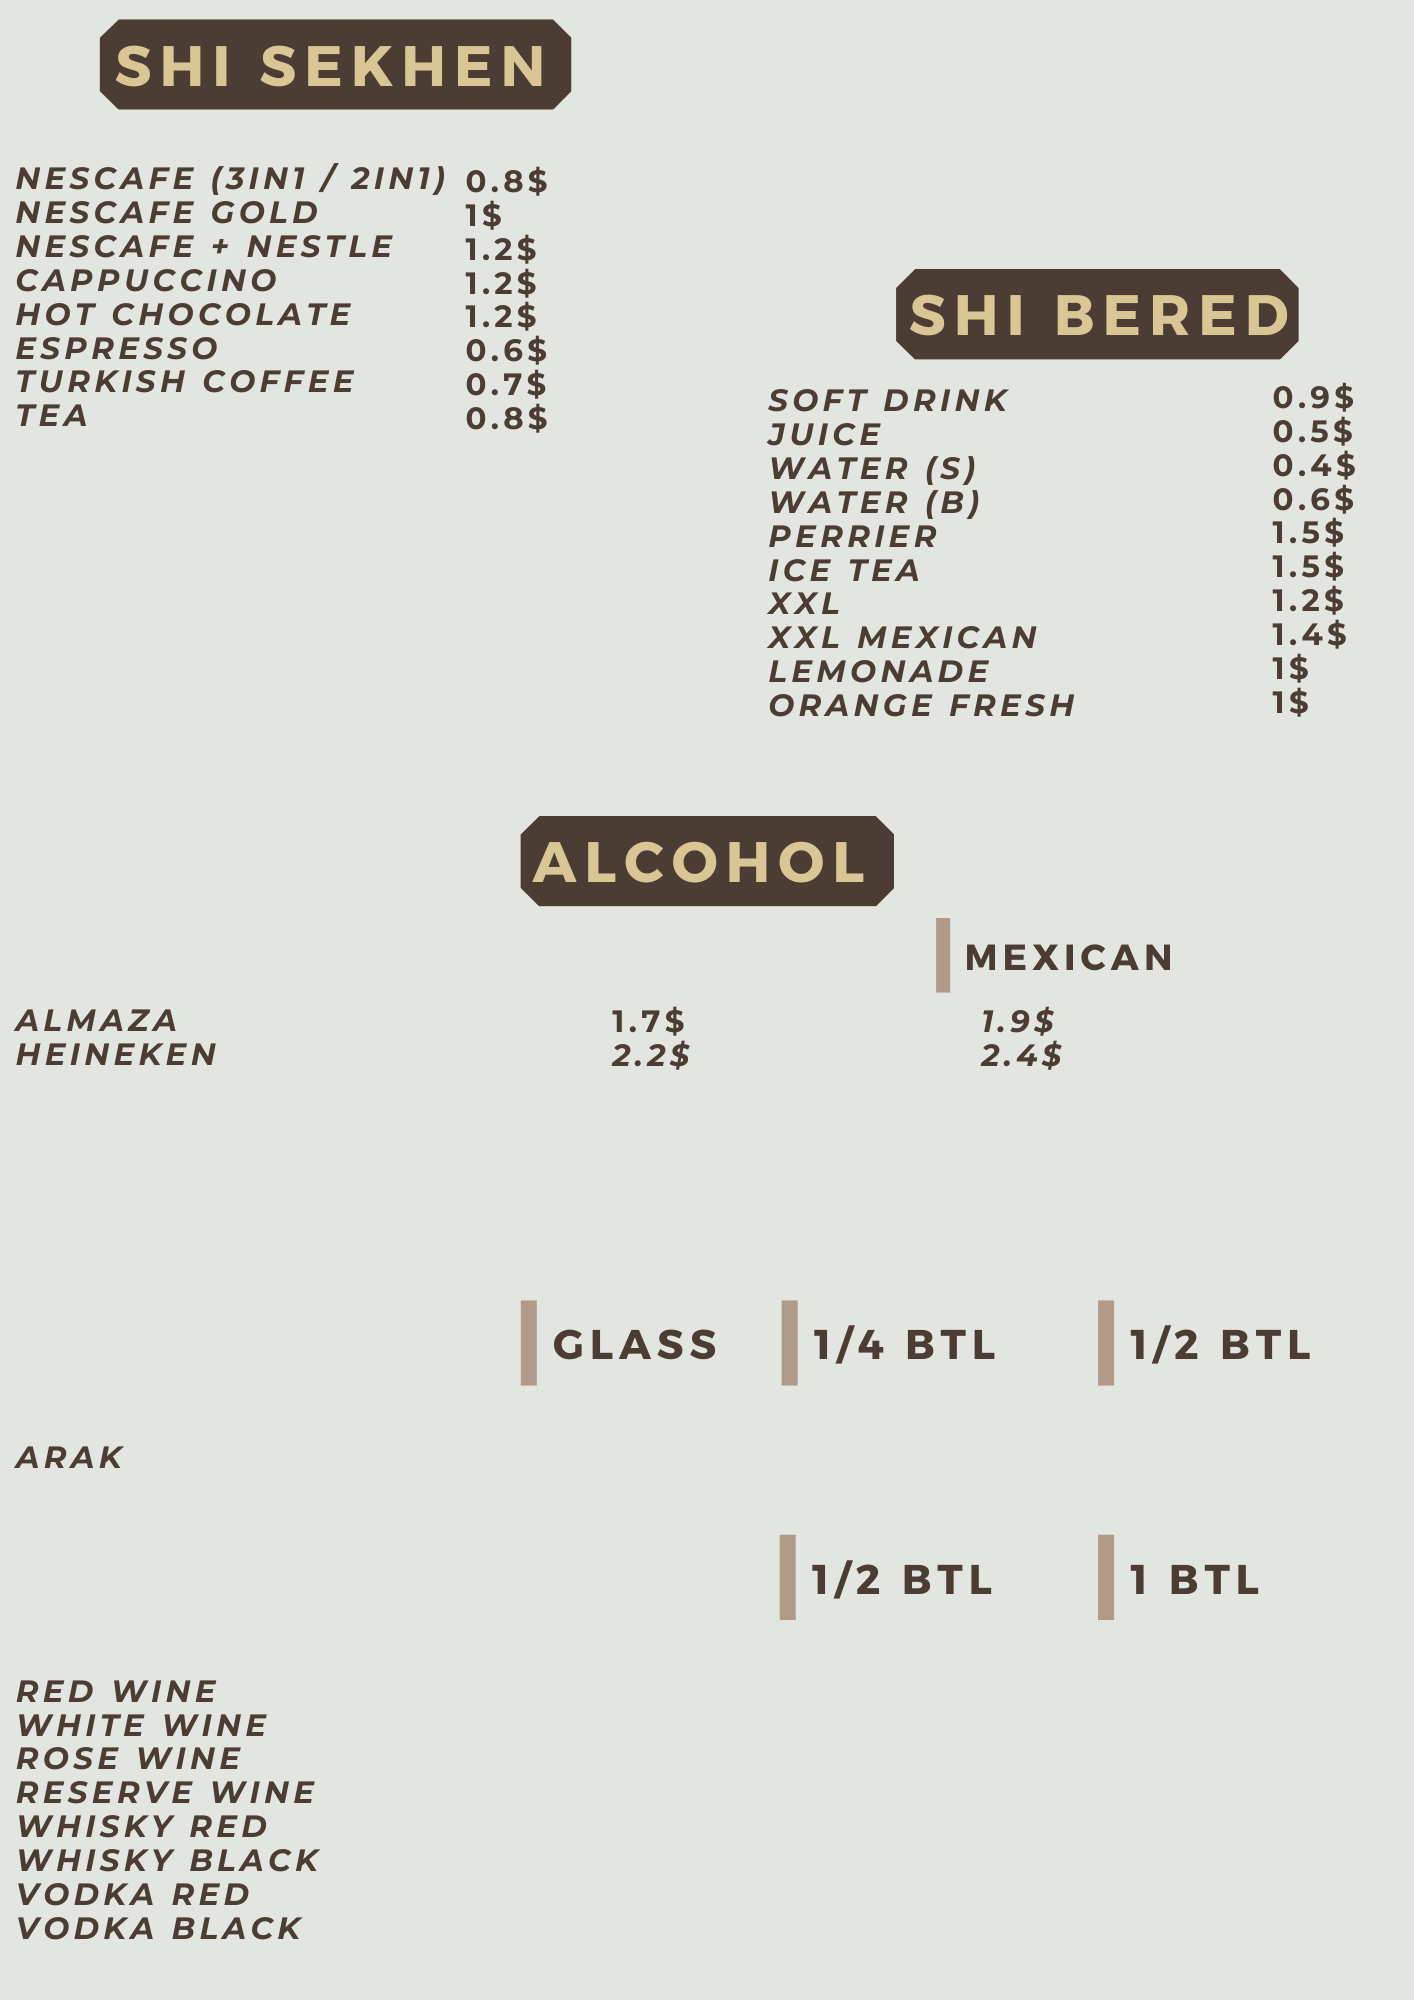 SHI SEKHEN
NESCAFE (3IN1 / 2IN1) 0.8$
NESCAFE GOLD 1$
NESCAFE + NESTLE 1.2$
CAPPUCCINO 1.2$
HOT CHOCOLATE 1.2$
ESPRESSO 0.6$
TURKISH COFFEE 0.7$
TEA 0.8$
SHI BERED
SOFT DRINK 0.9$
JUICE 0.5$
WATER (S) 0.4$
WATER (B) 0.6$
PERRIER 1.5$
ICE TEA 1.5$
XXL 1.2$
XXL MEXICAN 1.4$
LEMONADE 1$
ORANGE FRESH 1$
ALCOHOL
MEXICAN
ALMAZA 1.7$ 1.9$
HEINEKEN 2.2$ 2.4$
GLASS 1/4 BTL 1/2 BTL
ARAK
1/2 BTL 1 BTL
RED WINE
WHITE WINE
ROSE WINE
RESERVE WINE
WHISKY RED
WHISKY BLACK
VODKA RED
VODKA BLACK